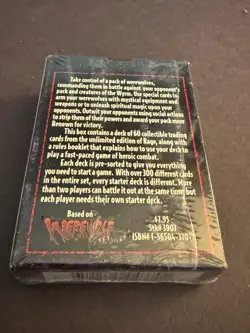 Take control of a pack of werewolves,
commanding them in battle against your opponent's
pack and creatures of the Wyrm. Use special cards to
arm your werewolves with mystical equipment and
weapons or to unleash spiritual magic upon your
opponents. Outwit your opponents using social actions
to strip them of their powers and award your pack more
Renown for victory.
This box contains a deck of 60 collectible trading
cards from the unlimited edition of Rage, along with a
rules booklet that explains how to use your deck to
play a fast-paced game of heroic combat.
Each deck is pre-sorted to give you everything
you need to start a game. With over 300 different cards
in the entire set, every starter deck is different. More
than two players can battle it out at the same time, but
each player needs their own starter deck.
Based on
WEREWOLF
Stk# 3001
ISBN# 1-56504-370-